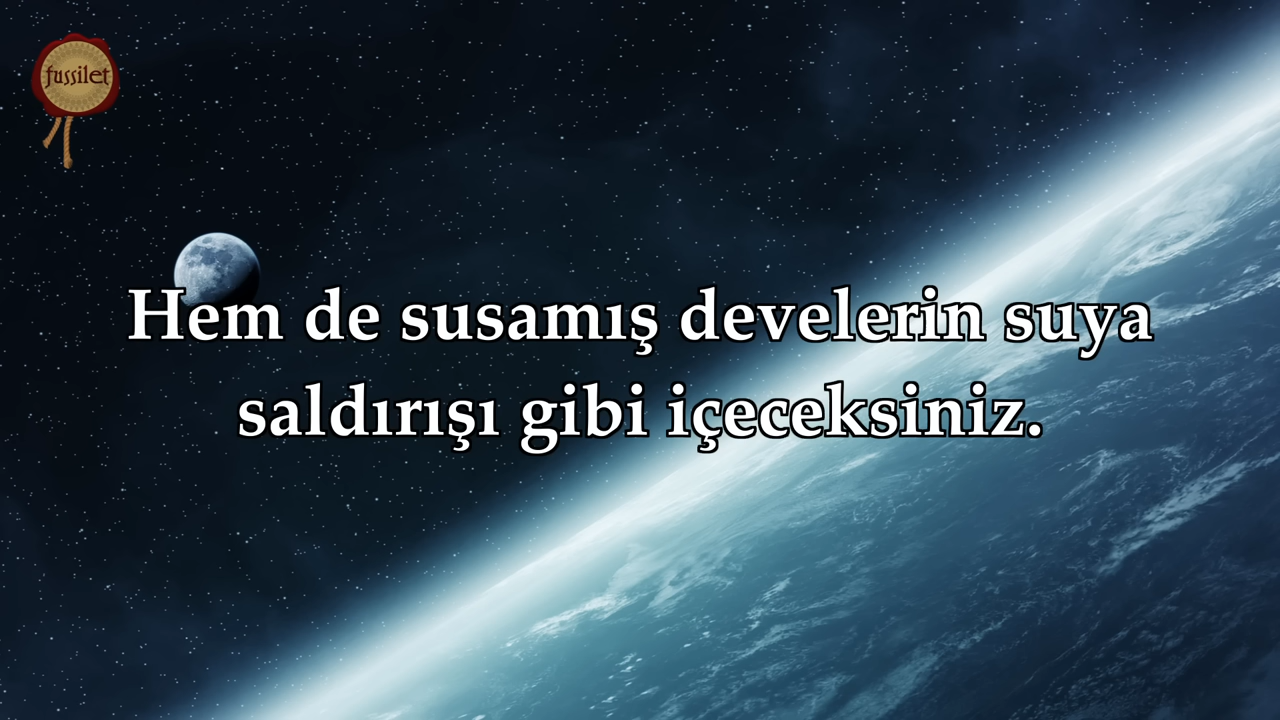 fussilet
Hem de susamış develerin suya
saldırışı gibi içeceksiniz.